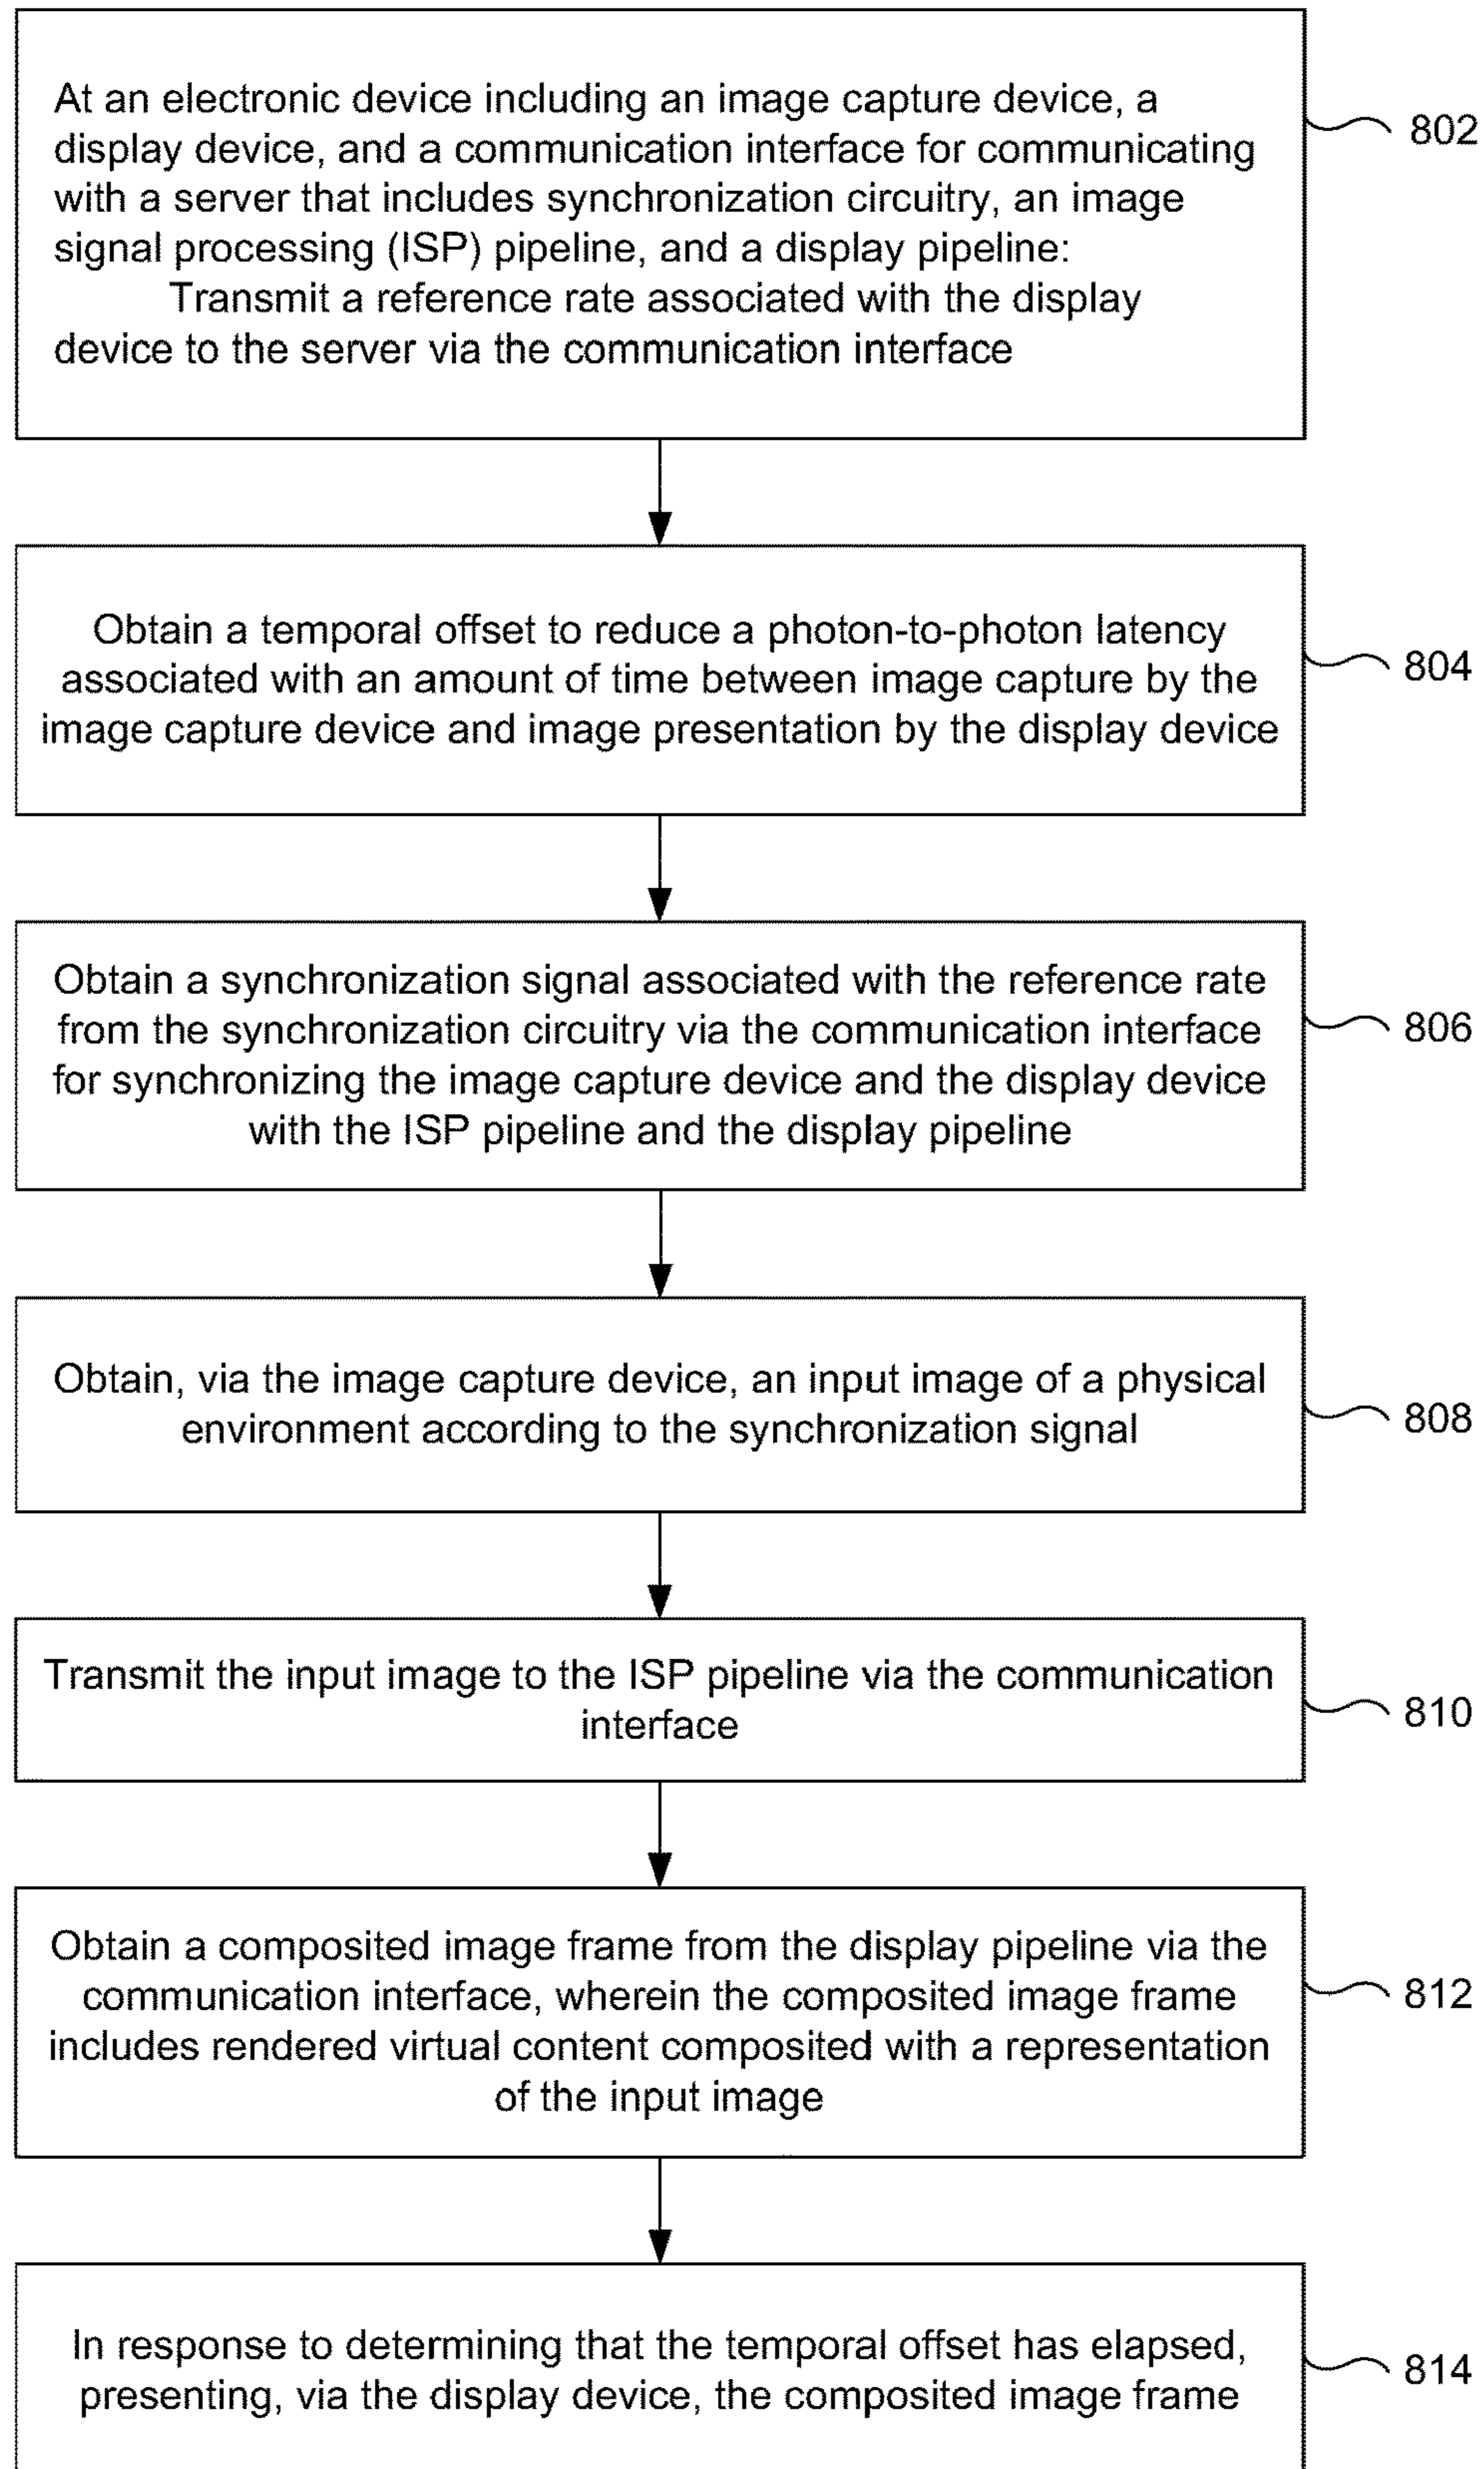 At an electronic device including an image capture device, a
display device, and a communication interface for communicating
with a server that includes synchronization circuitry, an image
signal processing (ISP) pipeline, and a display pipeline:
Transmit a reference rate associated with the display
device to the server via the communication interface
802
Obtain a temporal offset to reduce a photon-to-photon latency
associated with an amount of time between image capture by the
image capture device and image presentation by the display device
804
Obtain a synchronization signal associated with the reference rate
from the synchronization circuitry via the communication interface
for synchronizing the image capture device and the display device
with the ISP pipeline and the display pipeline
806
Obtain, via the image capture device, an input image of a physical
environment according to the synchronization signal
808
Transmit the input image to the ISP pipeline via the communication
interface
810
Obtain a composited image frame from the display pipeline via the
communication interface, wherein the composited image frame
includes rendered virtual content composited with a representation
of the input image
812
In response to determining that the temporal offset has elapsed,
presenting, via the display device, the composited image frame
814